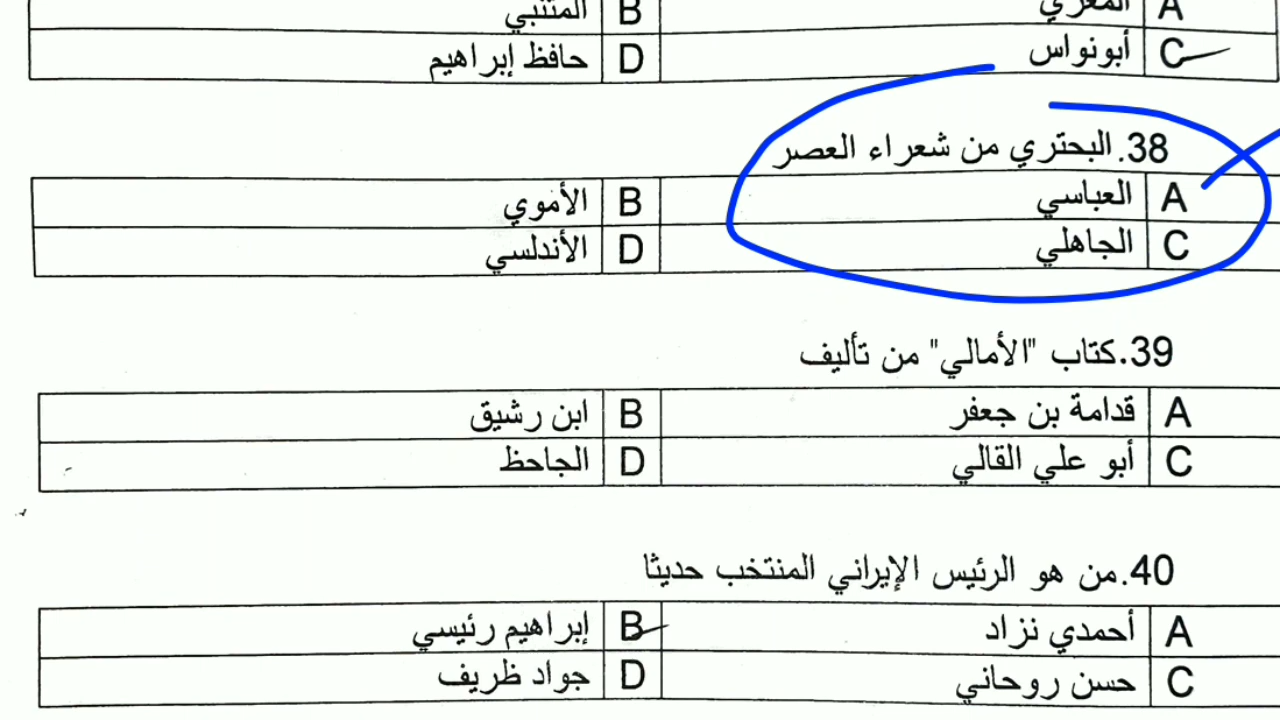 A المعري B المتنبي
C أبونواس D حافظ إبراهيم
38. البحتري من شعراء العصر
A العباسي B الأموي
C الجاهلي D الأندلسي
39. كتاب "الأمالي" من تأليف
A قدامة بن جعفر B ابن رشيق
C أبو علي القالي D الجاحظ
40. من هو الرئيس الإيراني المنتخب حديثا
A أحمدي نزاد B إبراهيم رئيسي
C حسن روحاني D جواد ظريف